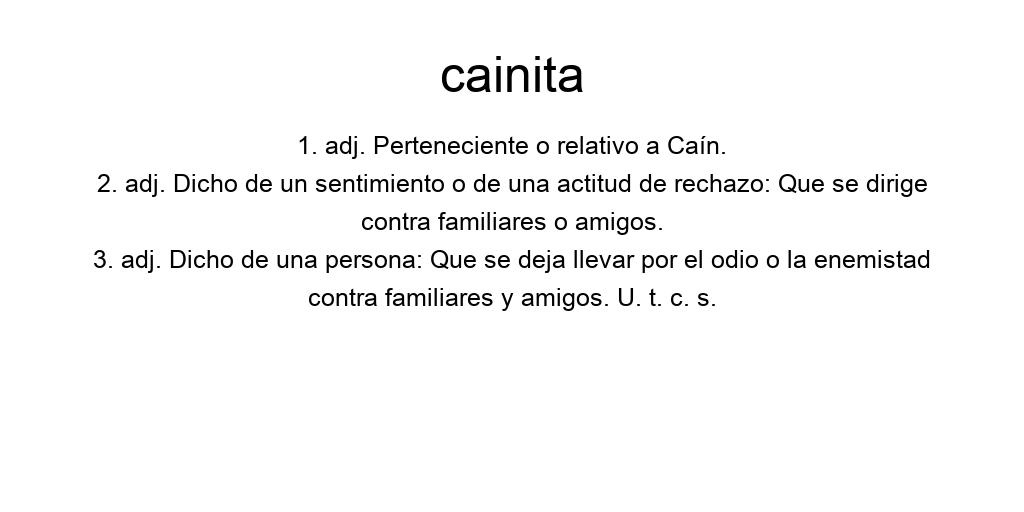 cainita
1. adj. Perteneciente o relativo a Caín.
2. adj. Dicho de un sentimiento o de una actitud de rechazo: Que se dirige
contra familiares o amigos.
3. adj. Dicho de una persona: Que se deja llevar por el odio o la enemistad
contra familiares y amigos. U. t. c. s.